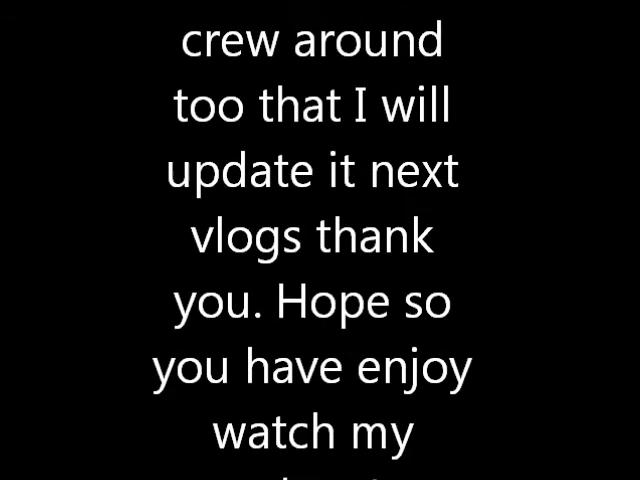 crew around
too that I will
update it next
vlogs thank
you. Hope so
you have enjoy
watch my